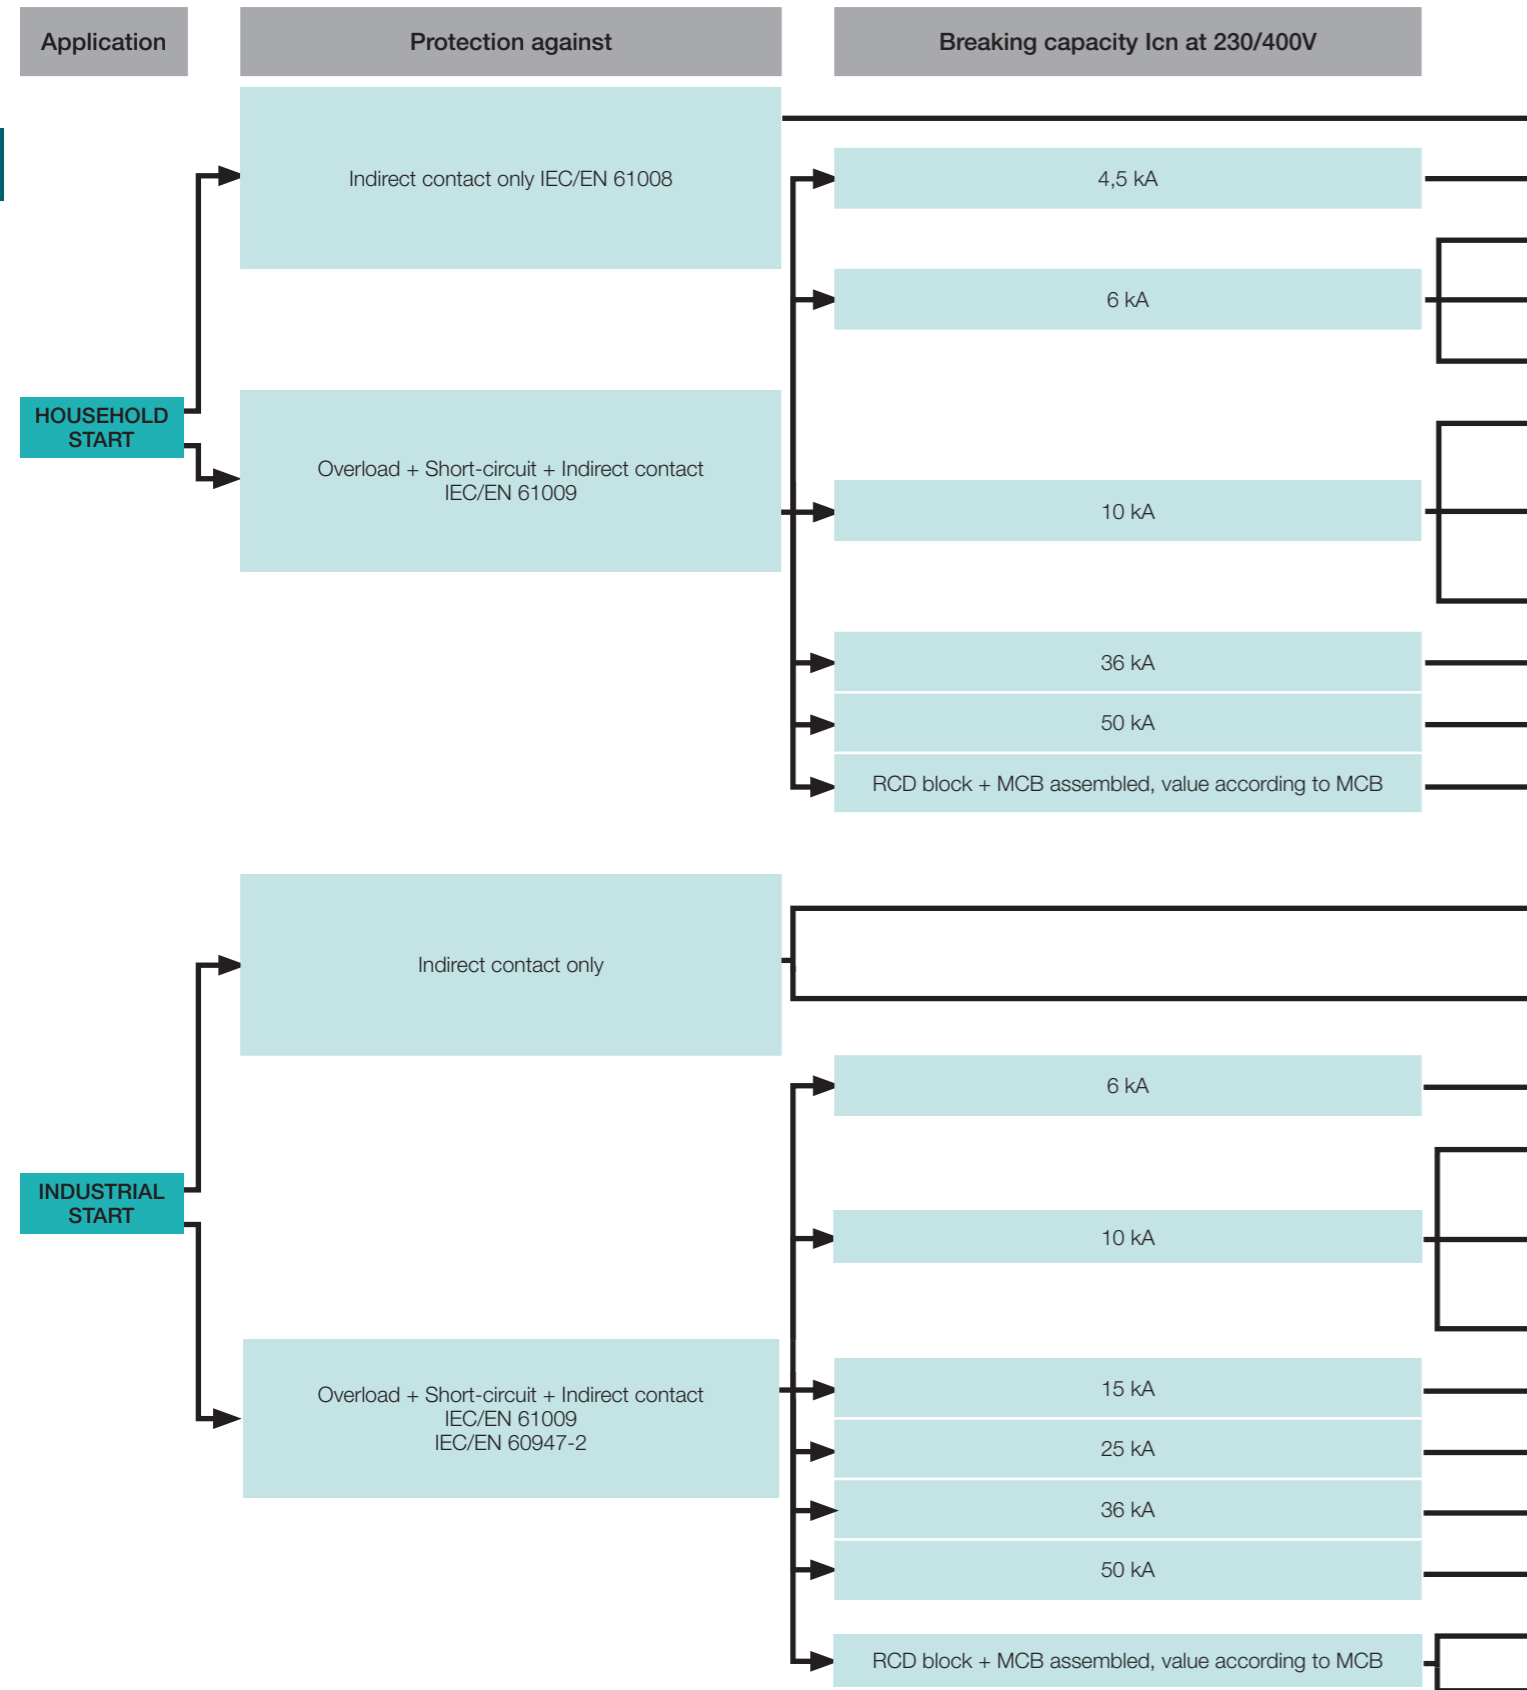 Application
Protection against
Breaking capacity Icn at 230/400V
Indirect contact only IEC/EN 61008
4,5 kA
6 kA
HOUSEHOLD
START
Overload + Short-circuit + Indirect contact
IEC/EN 61009
10 kA
36 kA
50 kA
RCD block + MCB assembled, value according to MCB
Indirect contact only
6 kA
INDUSTRIAL
START
10 kA
Overload + Short-circuit + Indirect contact
IEC/EN 61009
IEC/EN 60947-2
15 kA
25 kA
36 kA
50 kA
RCD block + MCB assembled, value according to MCB